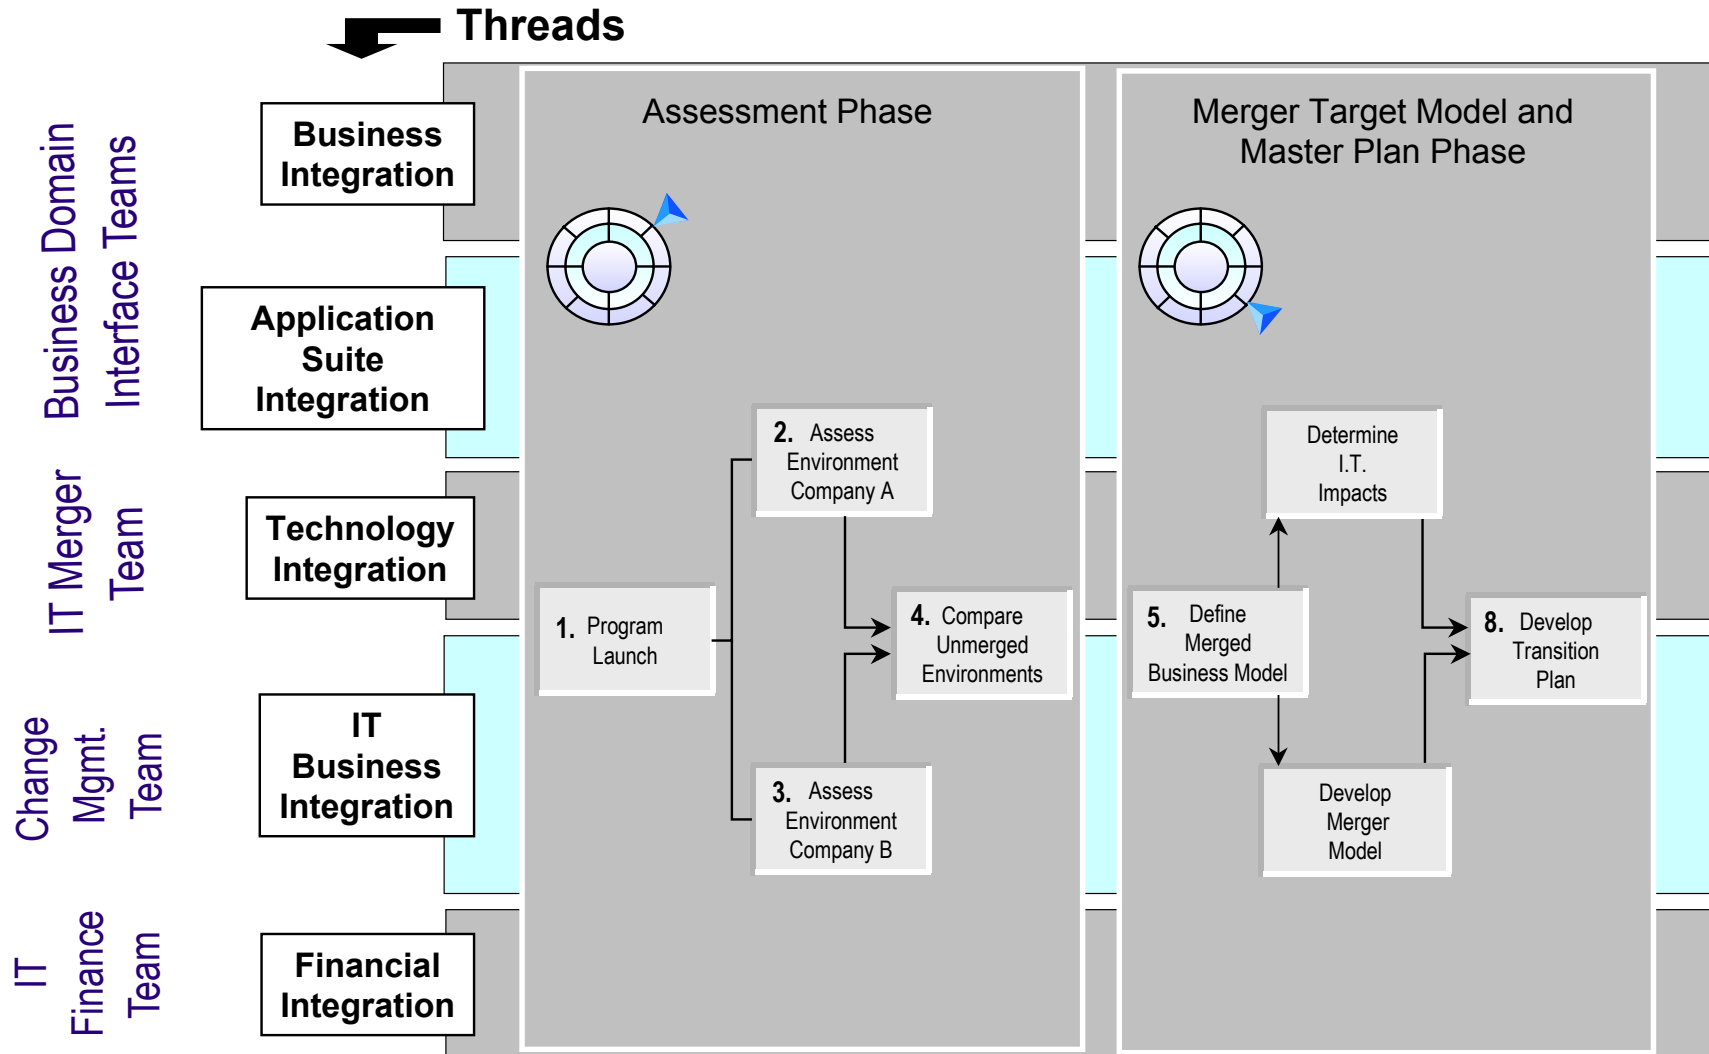 Threads
Business Domain
Interface Teams
IT Merger
Team
Change
Mgmt.
Team
IT
Finance
Team
Business
Integration
Application
Suite
Integration
Technology
Integration
IT
Business
Integration
Financial
Integration
Assessment Phase
1. Program
Launch
2. Assess
Environment
Company A
3. Assess
Environment
Company B
4. Compare
Unmerged
Environments
Merger Target Model and
Master Plan Phase
5. Define
Merged
Business Model
Determine
I.T.
Impacts
Develop
Merger
Model
8. Develop
Transition
Plan